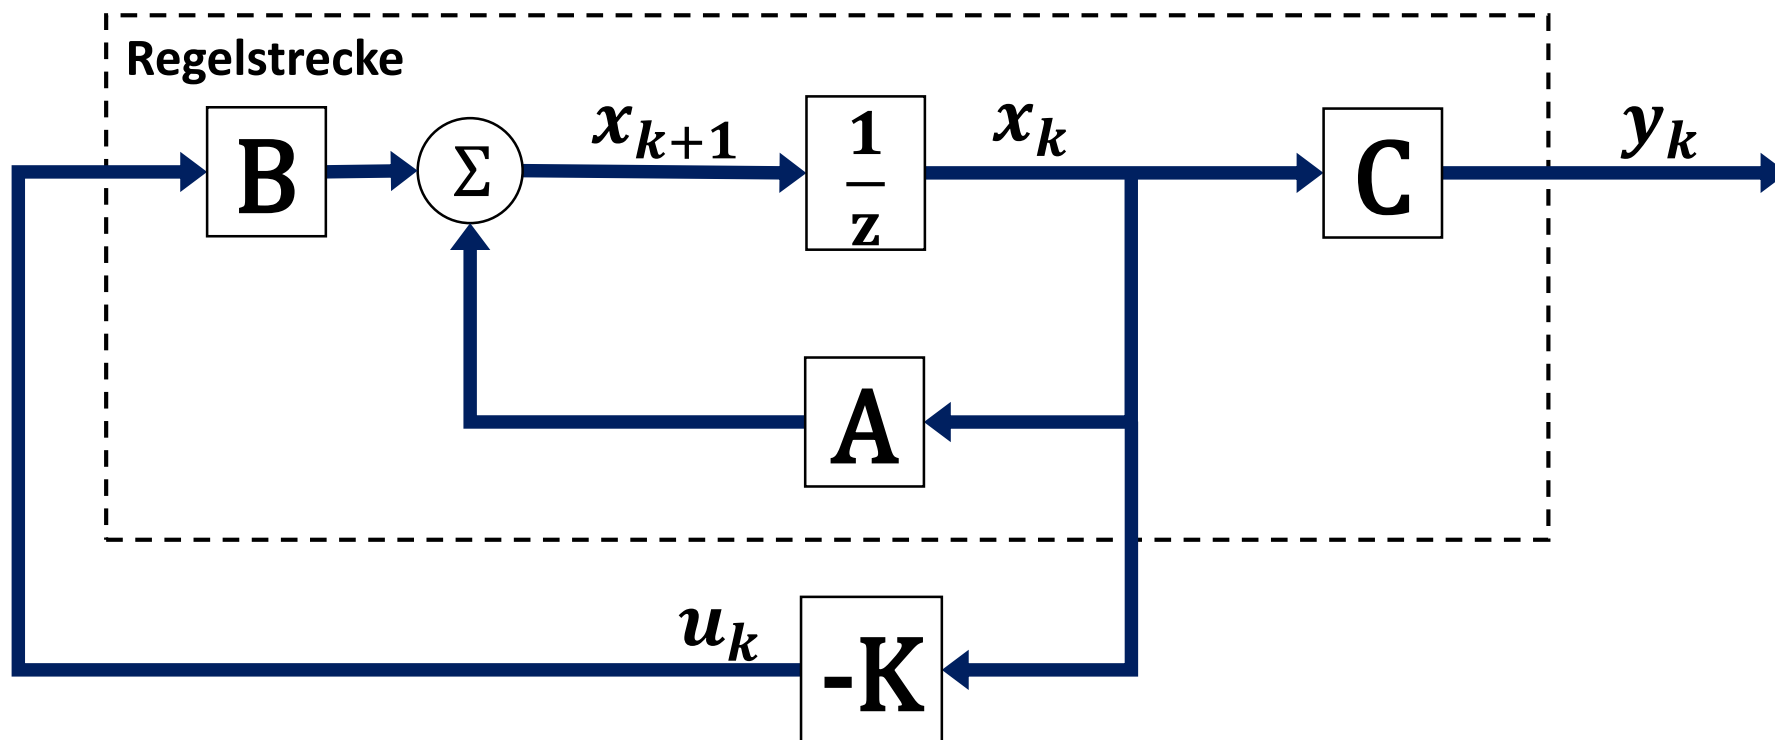 Regelstrecke
B
Σ
x_{k+1}
1
z
x_k
C
y_k
A
u_k
-K